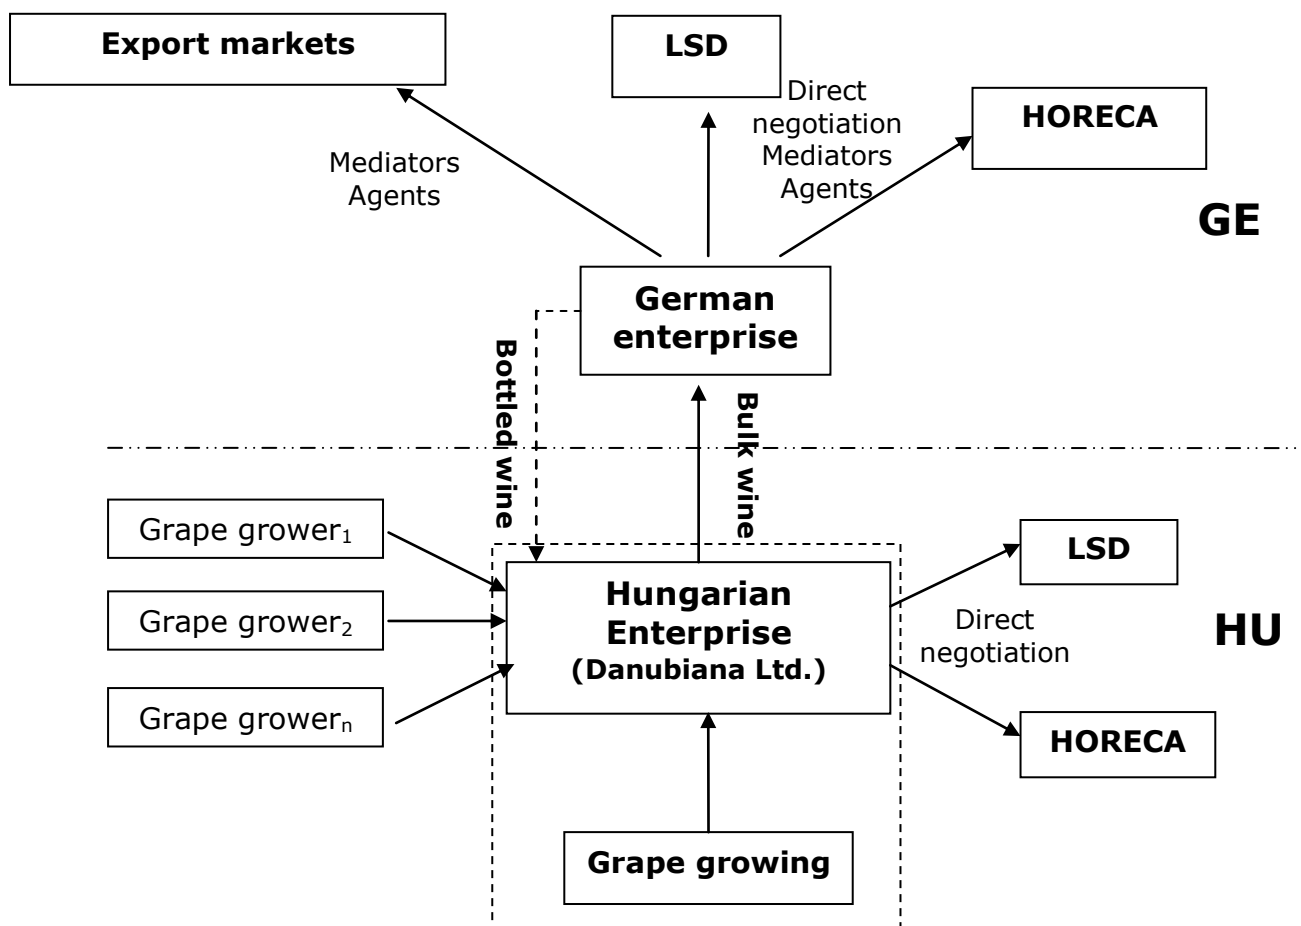 Export markets
LSD
Direct
negotiation
Mediators
Agents
HORECA
Mediators
Agents
GE
German
enterprise
Bottled wine
Bulk wine
Grape grower₁
Grape grower₂
Grape growerₙ
Hungarian
Enterprise
(Danubiana Ltd.)
LSD
Direct
negotiation
HU
HORECA
Grape growing